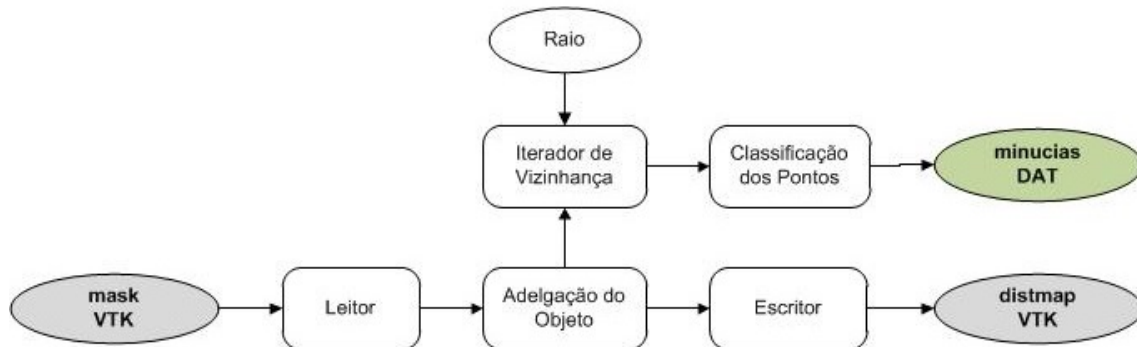 Raio
Iterador de
Vizinhança
Classificação
dos Pontos
minucias
DAT
mask
VTK
Leitor
Adelgação do
Objeto
Escritor
distmap
VTK